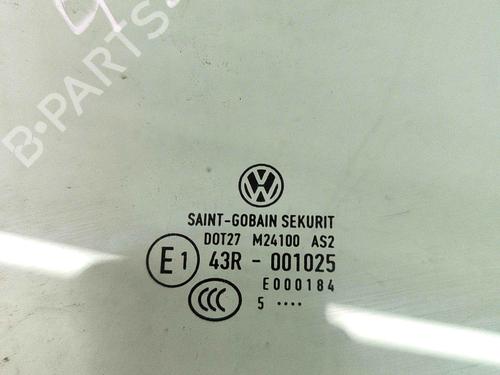 B-PARTS
SAINT-GOBAIN SEKURIT
DOT27 M24100 AS2
E1 43R - 001025
E000184
CCC
5 ....